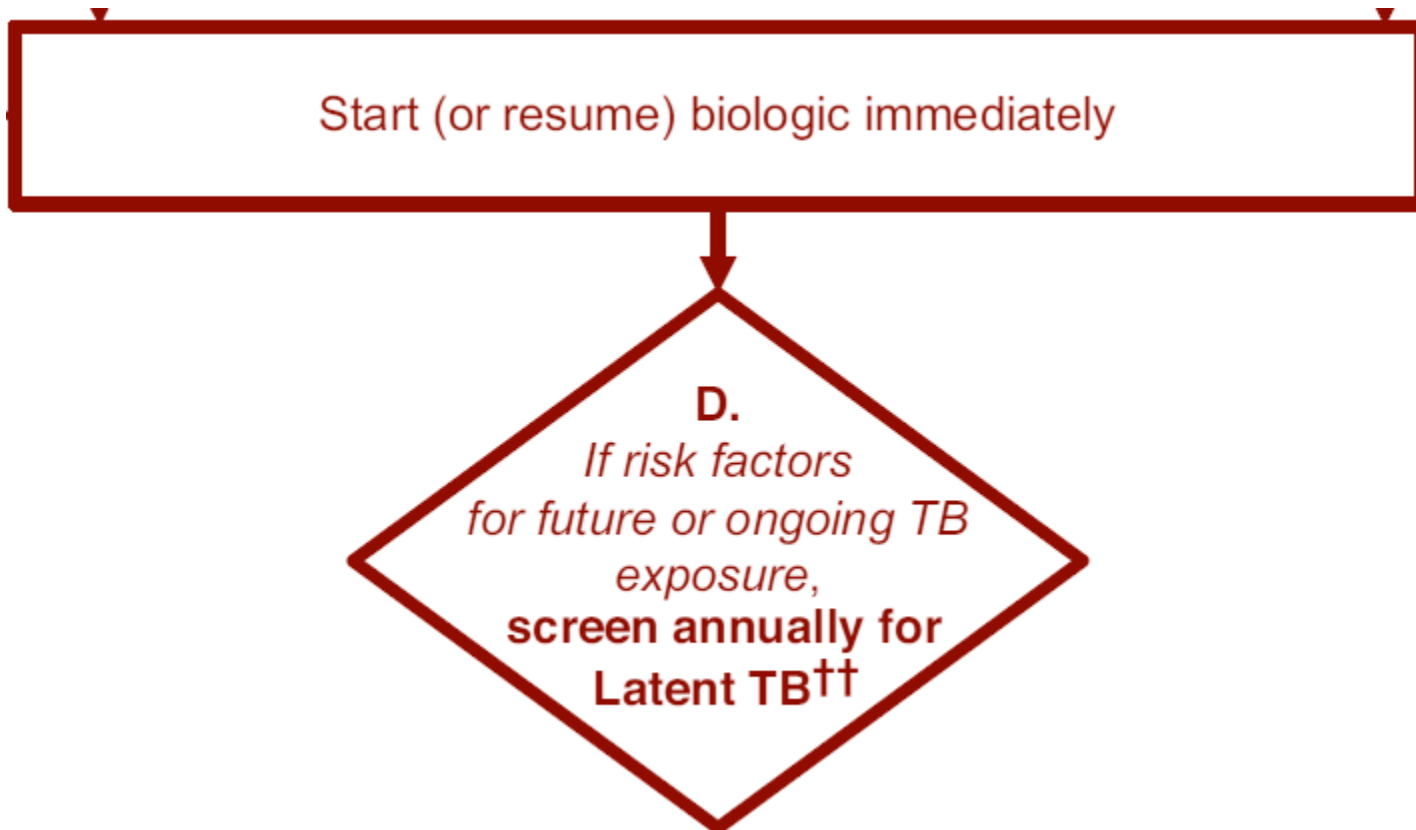 Start (or resume) biologic immediately
D.
If risk factors
for future or ongoing TB
exposure,
screen annually for
Latent TB††